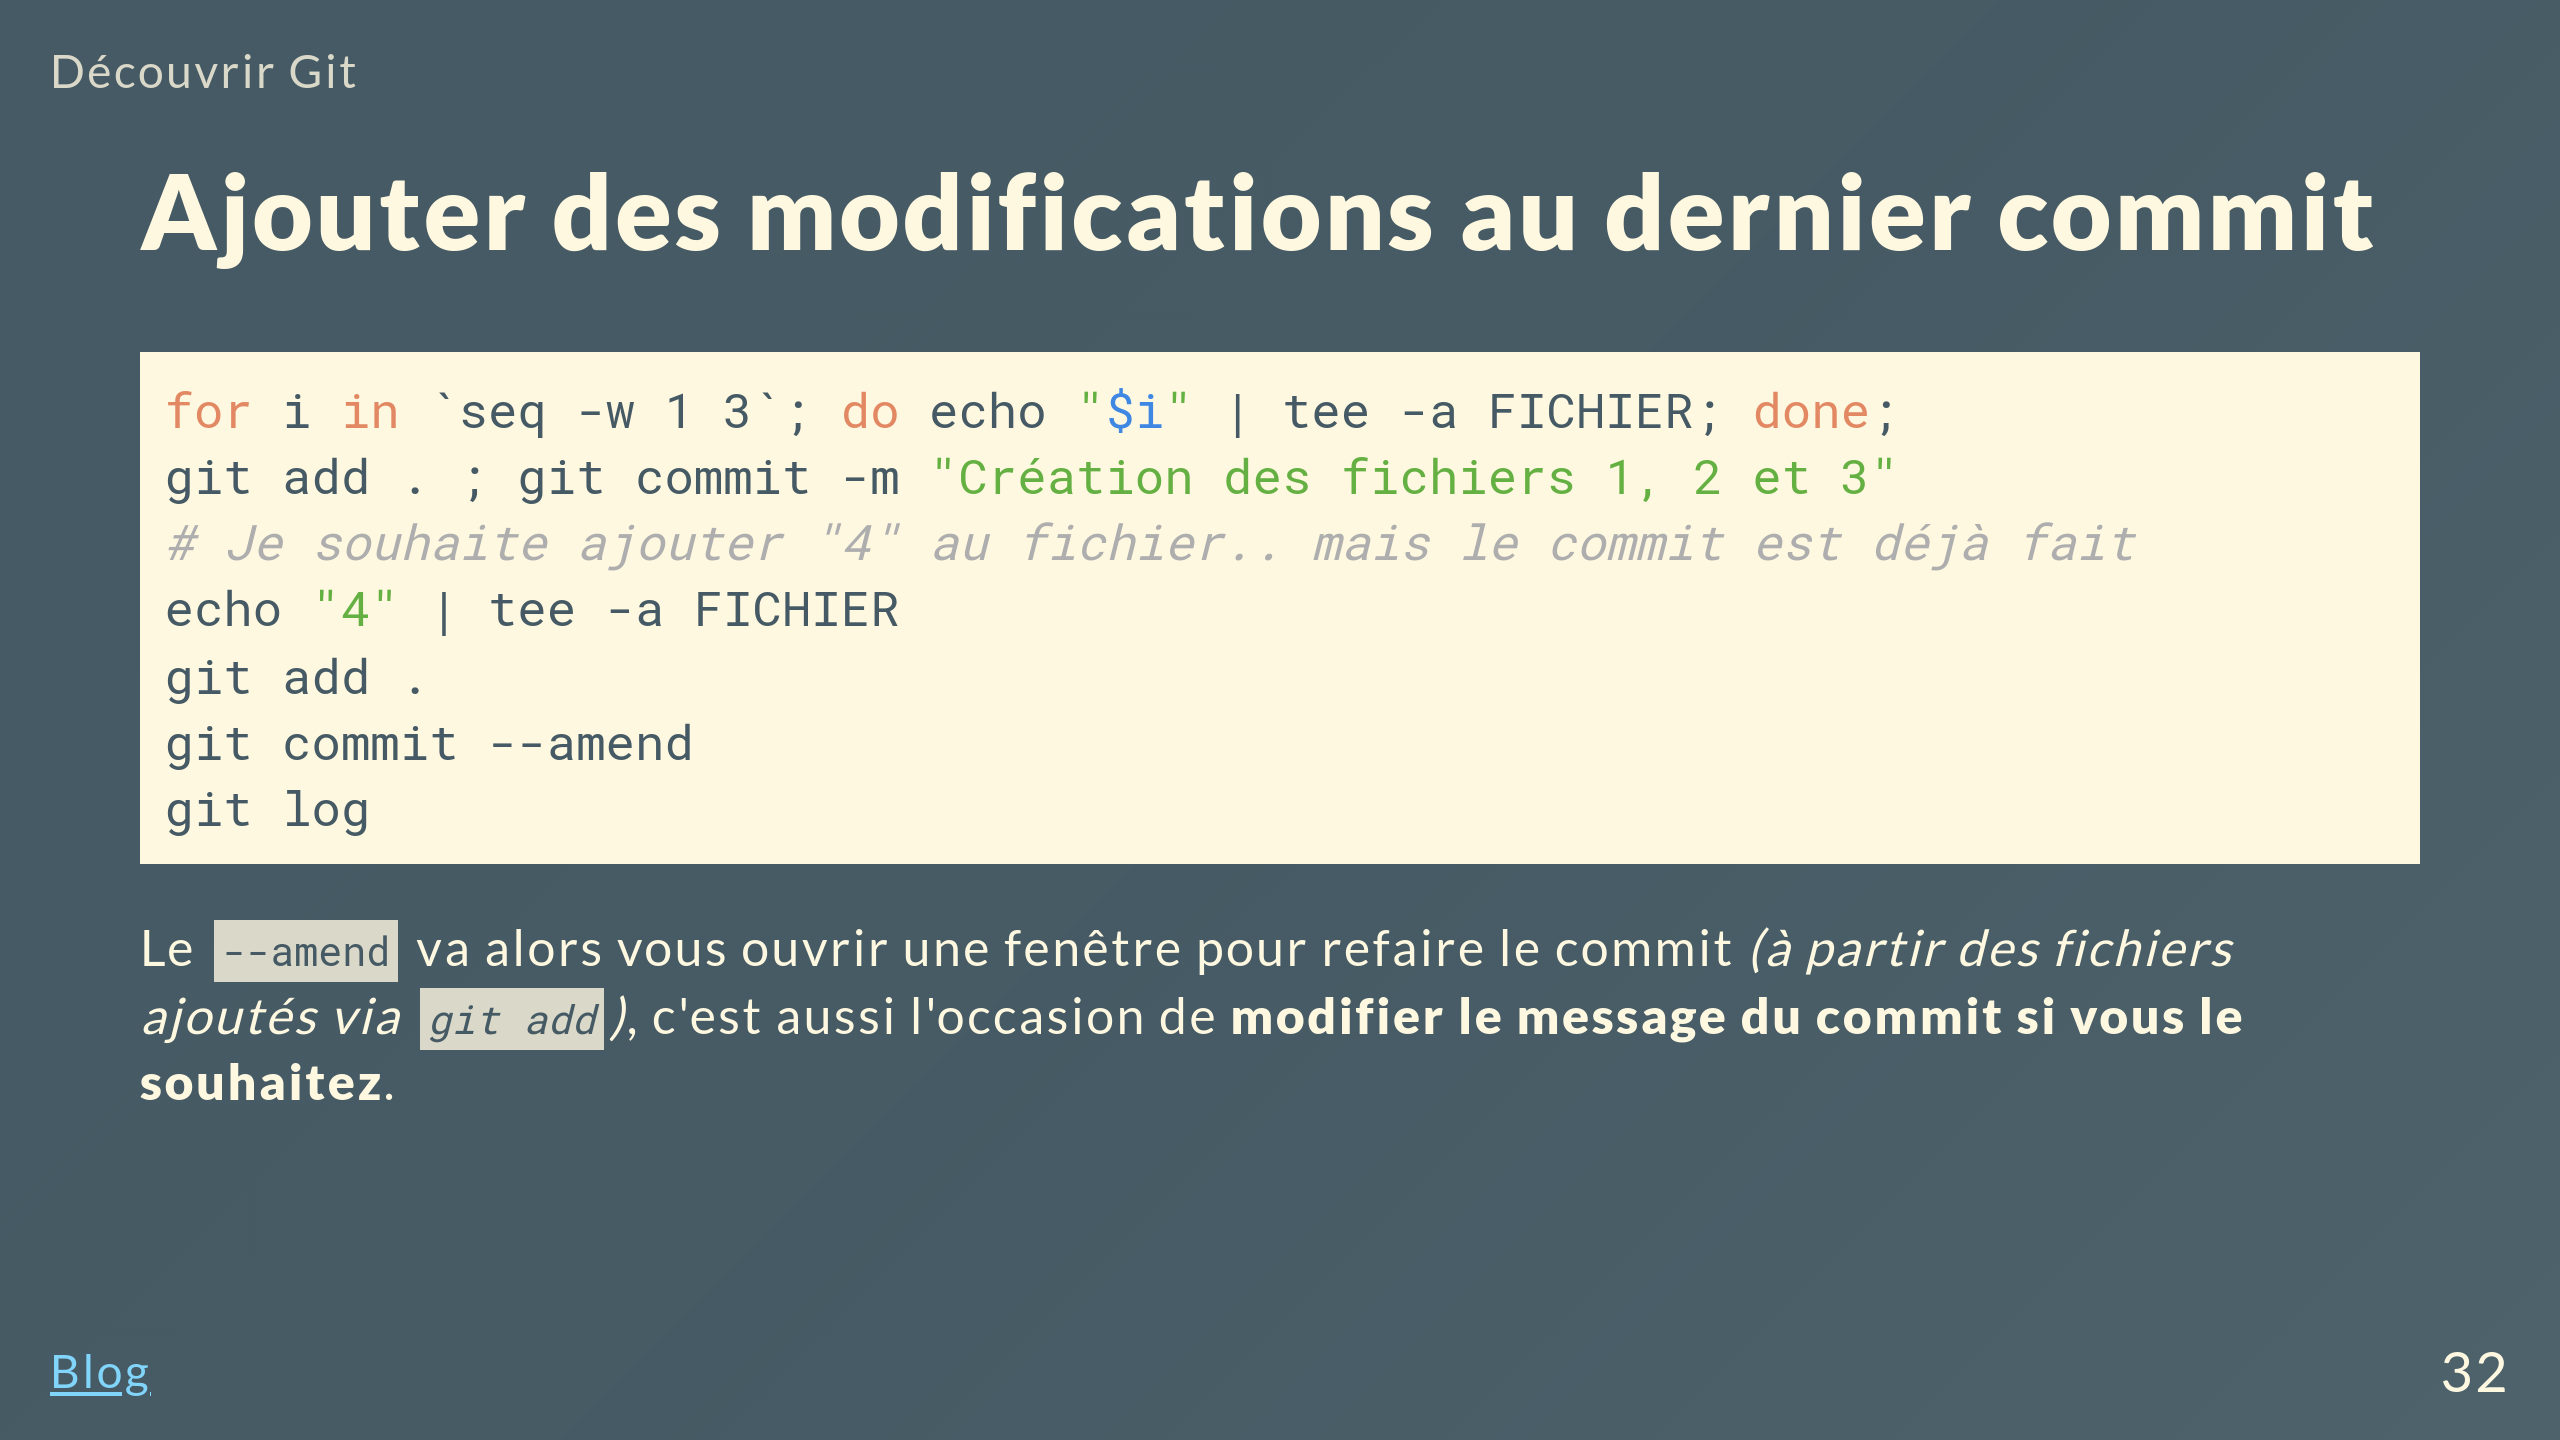 Découvrir Git
Ajouter des modifications au dernier commit
for i in `seq -w 1 3`; do echo "$i" | tee -a FICHIER; done;
git add . ; git commit -m "Création des fichiers 1, 2 et 3"
# Je souhaite ajouter "4" au fichier.. mais le commit est déjà fait
echo "4" | tee -a FICHIER
git add .
git commit --amend
git log
Le --amend va alors vous ouvrir une fenêtre pour refaire le commit (à partir des fichiers
ajoutés via git add), c'est aussi l'occasion de modifier le message du commit si vous le
souhaitez.
Blog
32